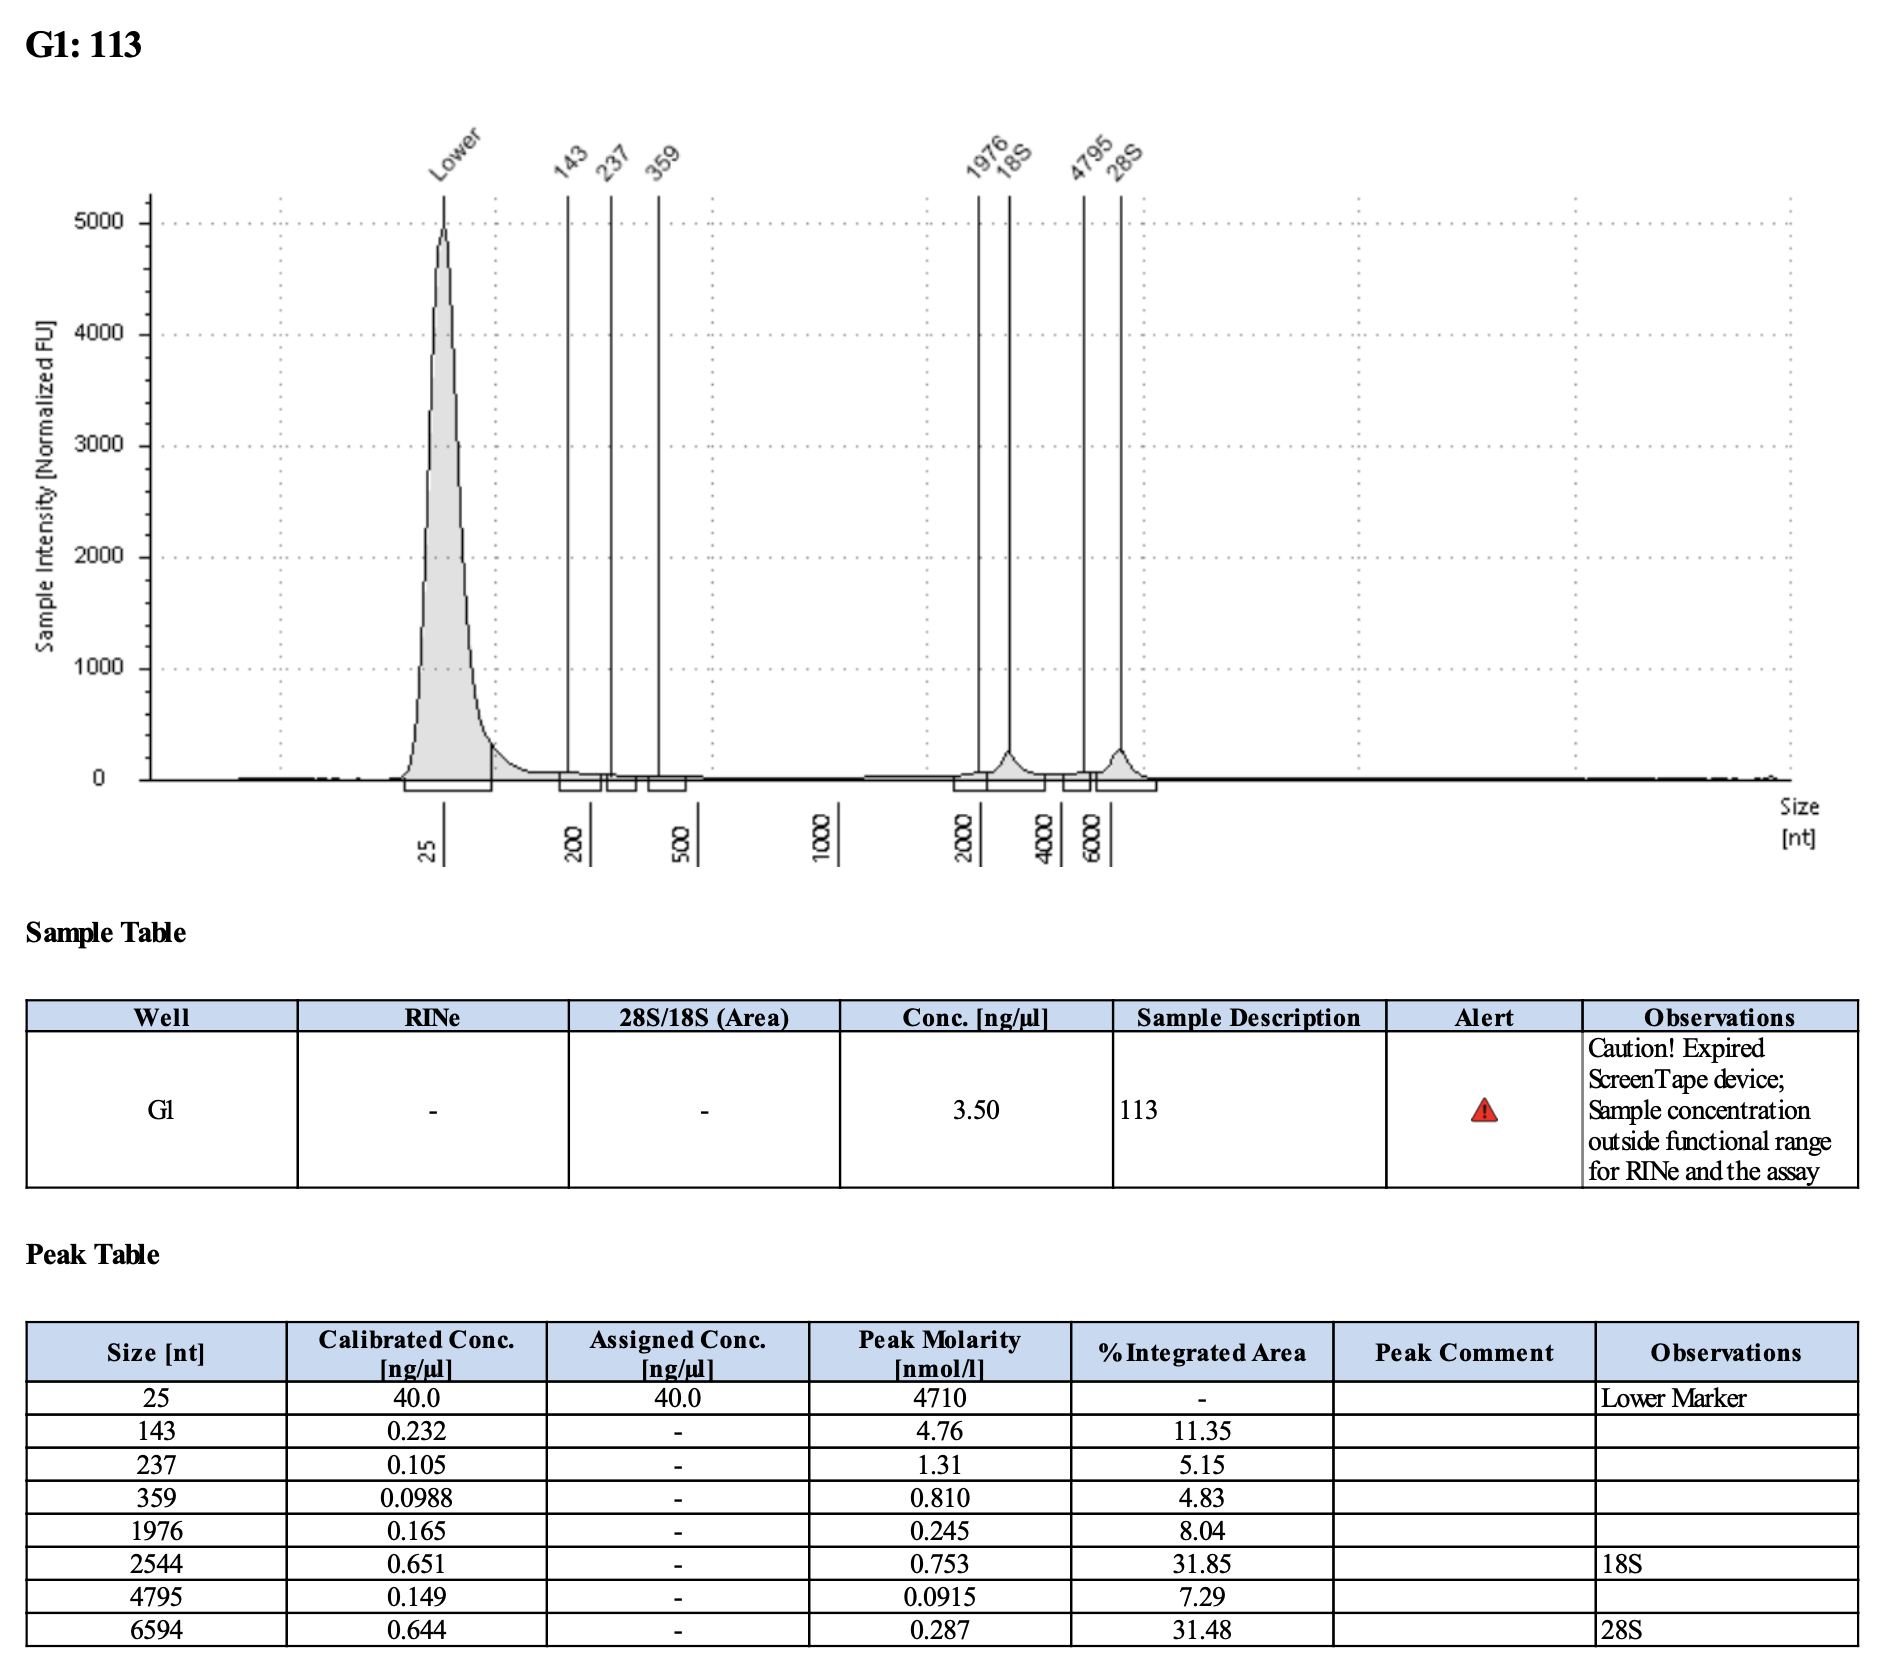 G1: 113
Lower
143
237
359
1976
18S
4795
28S
Sample Intensity [Normalized FU]
5000
4000
3000
2000
1000
0
25
200
500
1000
2000
4000
6000
Size
[nt]
Sample Table
Well RINe 28S/18S (Area) Conc. [ng/µl] Sample Description Alert Observations
G1 - - 3.50 113 Caution! Expired
ScreenTape device;
Sample concentration
outside functional range
for RINe and the assay
Peak Table
Size [nt] Calibrated Conc. [ng/µl] Assigned Conc. [ng/µl] Peak Molarity [nmol/l] % Integrated Area Peak Comment Observations
25 40.0 40.0 4710 - Lower Marker
143 0.232 - 4.76 11.35
237 0.105 - 1.31 5.15
359 0.0988 - 0.810 4.83
1976 0.165 - 0.245 8.04
2544 0.651 - 0.753 31.85 18S
4795 0.149 - 0.0915 7.29
6594 0.644 - 0.287 31.48 28S